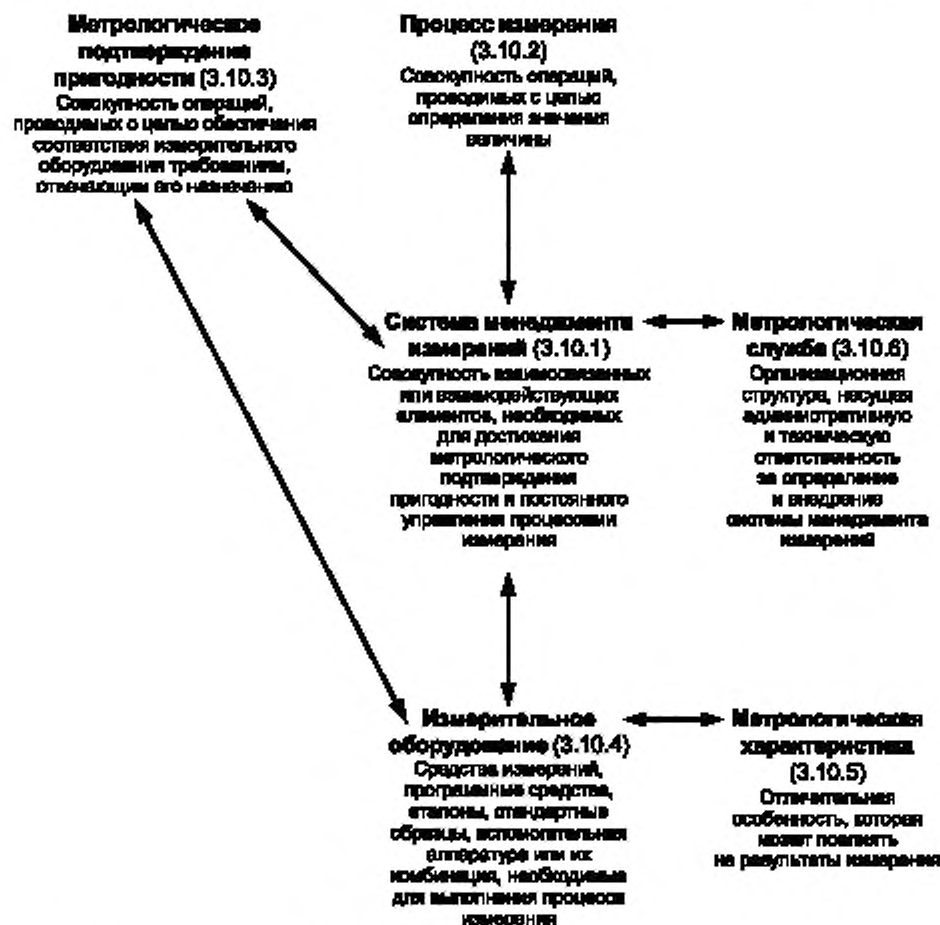 Метрологическое
подтверждение
пригодности (3.10.3)
Совокупность операций,
проводимых с целью обеспечения
соответствия измерительного
оборудования требованиям,
отвечающим его назначению
Процесс измерения
(3.10.2)
Совокупность операций,
проводимых с целью
определения значения
величины
Система менеджмента
измерений (3.10.1)
Совокупность взаимосвязанных
или взаимодействующих
элементов, необходимых
для достижения
метрологического
подтверждения
пригодности и постоянного
управления процессами
измерения
Метрологическая
служба (3.10.6)
Организационная
структура, несущая
административную
и техническую
ответственность
за определение
и внедрение
системы менеджмента
измерений
Измерительное
оборудование (3.10.4)
Средства измерений,
программные средства,
эталоны, стандартные
образцы, вспомогательная
аппаратура или их
комбинация, необходимые
для выполнения процесса
измерения
Метрологическая
характеристика
(3.10.5)
Отличительная
особенность, которая
может повлиять
на результаты измерения